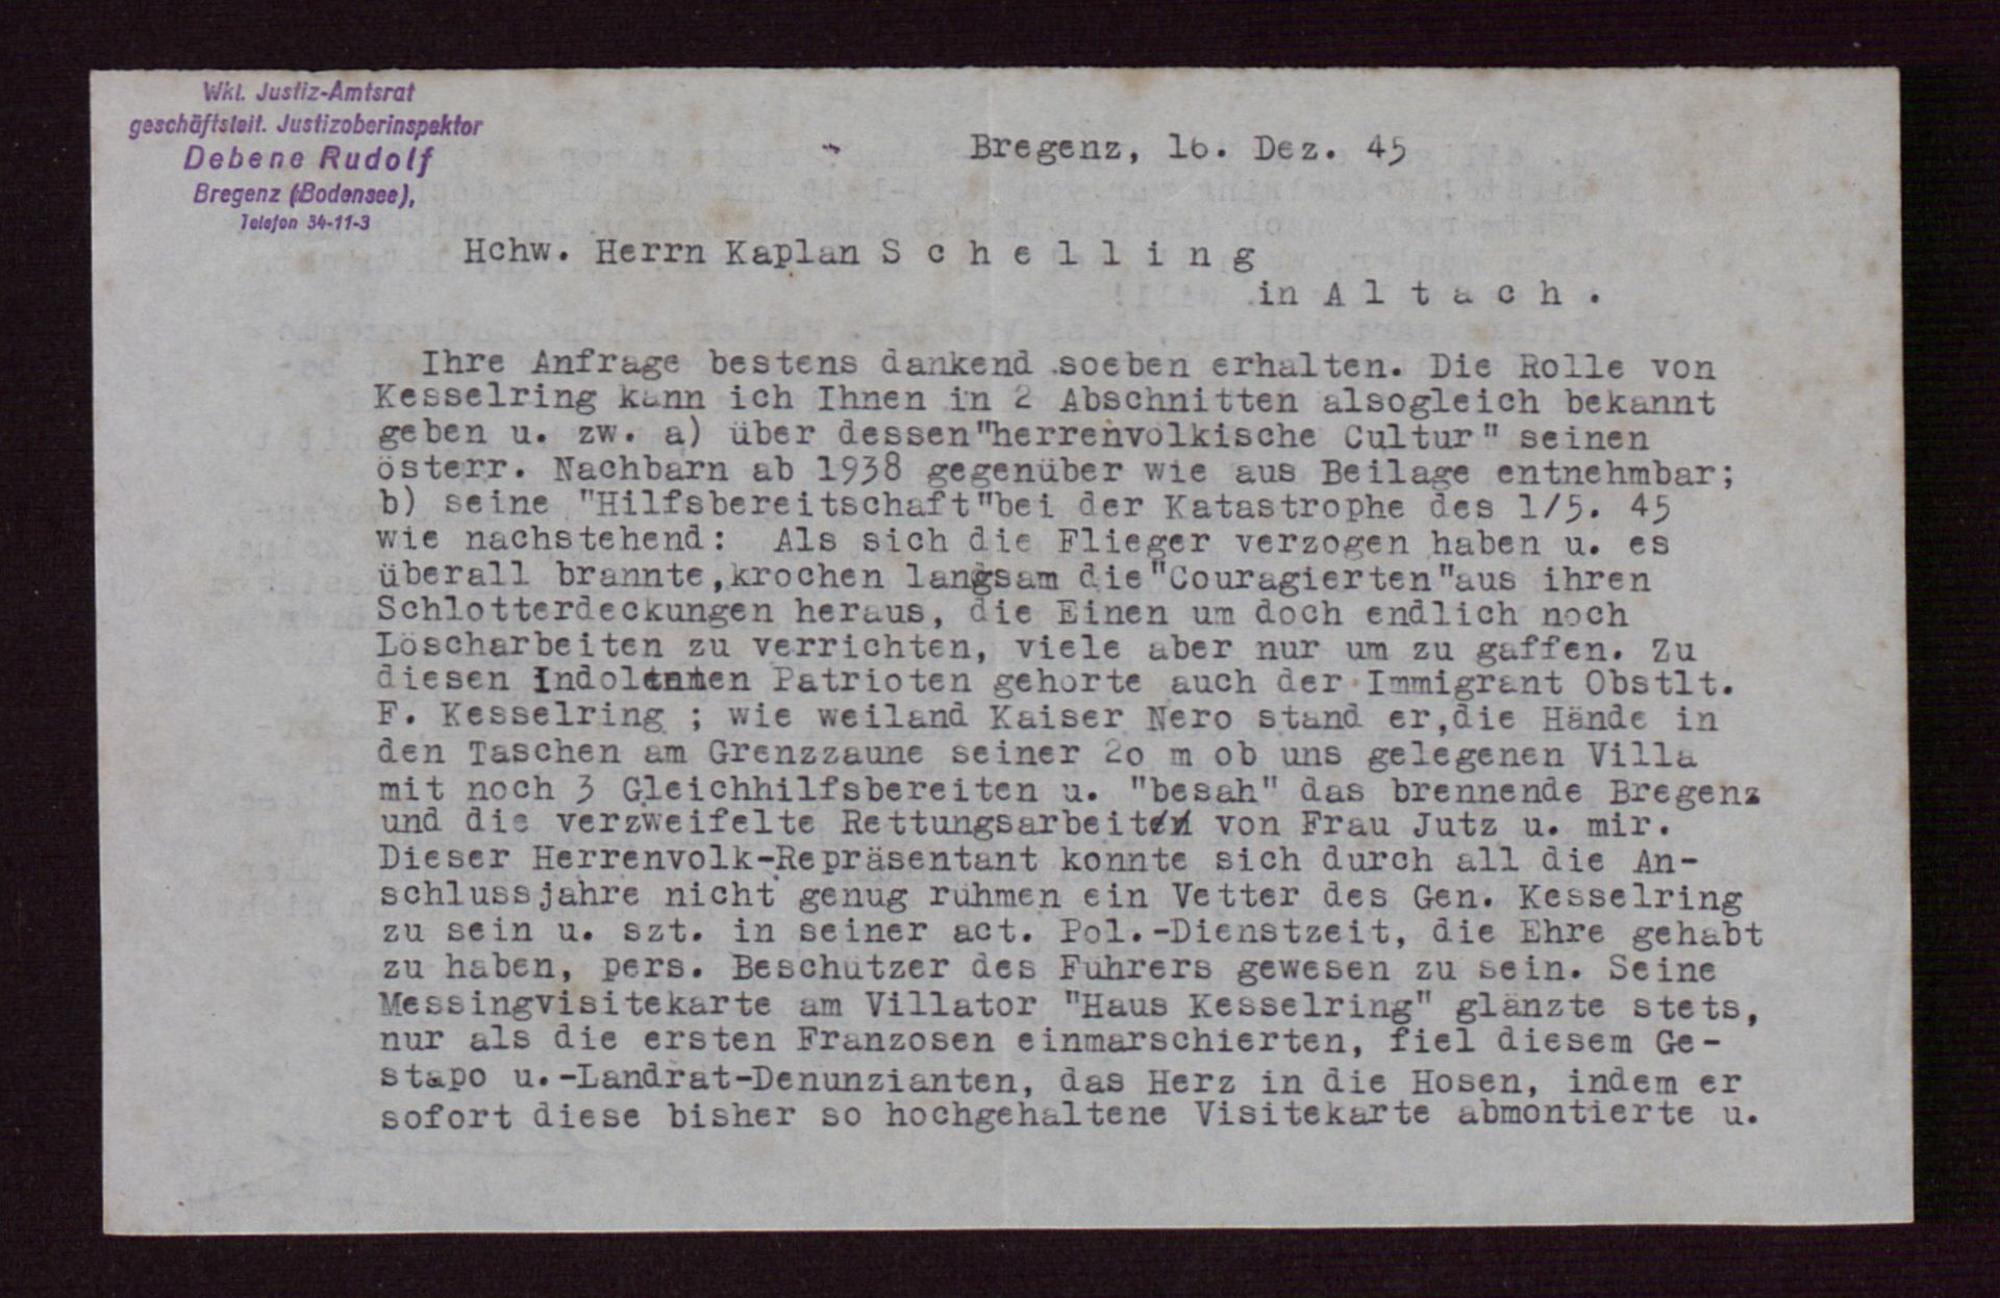 Wkl. Justiz-Amtsrat
geschäftsleit. Justizoberinspektor
Debene Rudolf
Bregenz (Bodensee),
Telefon 34-11-3
Bregenz, 16. Dez. 45
Hchw. Herrn Kaplan S c h e l l i n g
in A l t a c h .
Ihre Anfrage bestens dankend soeben erhalten. Die Rolle von
Kesselring kann ich Ihnen in 2 Abschnitten alsogleich bekannt
geben u. zw. a) über dessen"herrenvolkische Cultur" seinen
österr. Nachbarn ab 1938 gegenüber wie aus Beilage entnehmbar;
b) seine "Hilfsbereitschaft"bei der Katastrophe des 1/5. 45
wie nachstehend: Als sich die Flieger verzogen haben u. es
überall brannte,krochen langsam die"Couragierten"aus ihren
Schlotterdeckungen heraus, die Einen um doch endlich noch
Löscharbeiten zu verrichten, viele aber nur um zu gaffen. Zu
diesen Indolenten Patrioten gehörte auch der Immigrant Obstlt.
F. Kesselring ; wie weiland Kaiser Nero stand er,die Hände in
den Taschen am Grenzzaune seiner 2o m ob uns gelegenen Villa
mit noch 3 Gleichhilfsbereiten u. "besah" das brennende Bregenz
und die verzweifelte Rettungsarbeit von Frau Jutz u. mir.
Dieser Herrenvolk-Repräsentant konnte sich durch all die An-
schlussjahre nicht genug rühmen ein Vetter des Gen. Kesselring
zu sein u. szt. in seiner act. Pol.-Dienstzeit, die Ehre gehabt
zu haben, pers. Beschützer des Führers gewesen zu sein. Seine
Messingvisitekarte am Villator "Haus Kesselring" glänzte stets,
nur als die ersten Franzosen einmarschierten, fiel diesem Ge-
stapo u.-Landrat-Denunzianten, das Herz in die Hosen, indem er
sofort diese bisher so hochgehaltene Visitekarte abmontierte u.